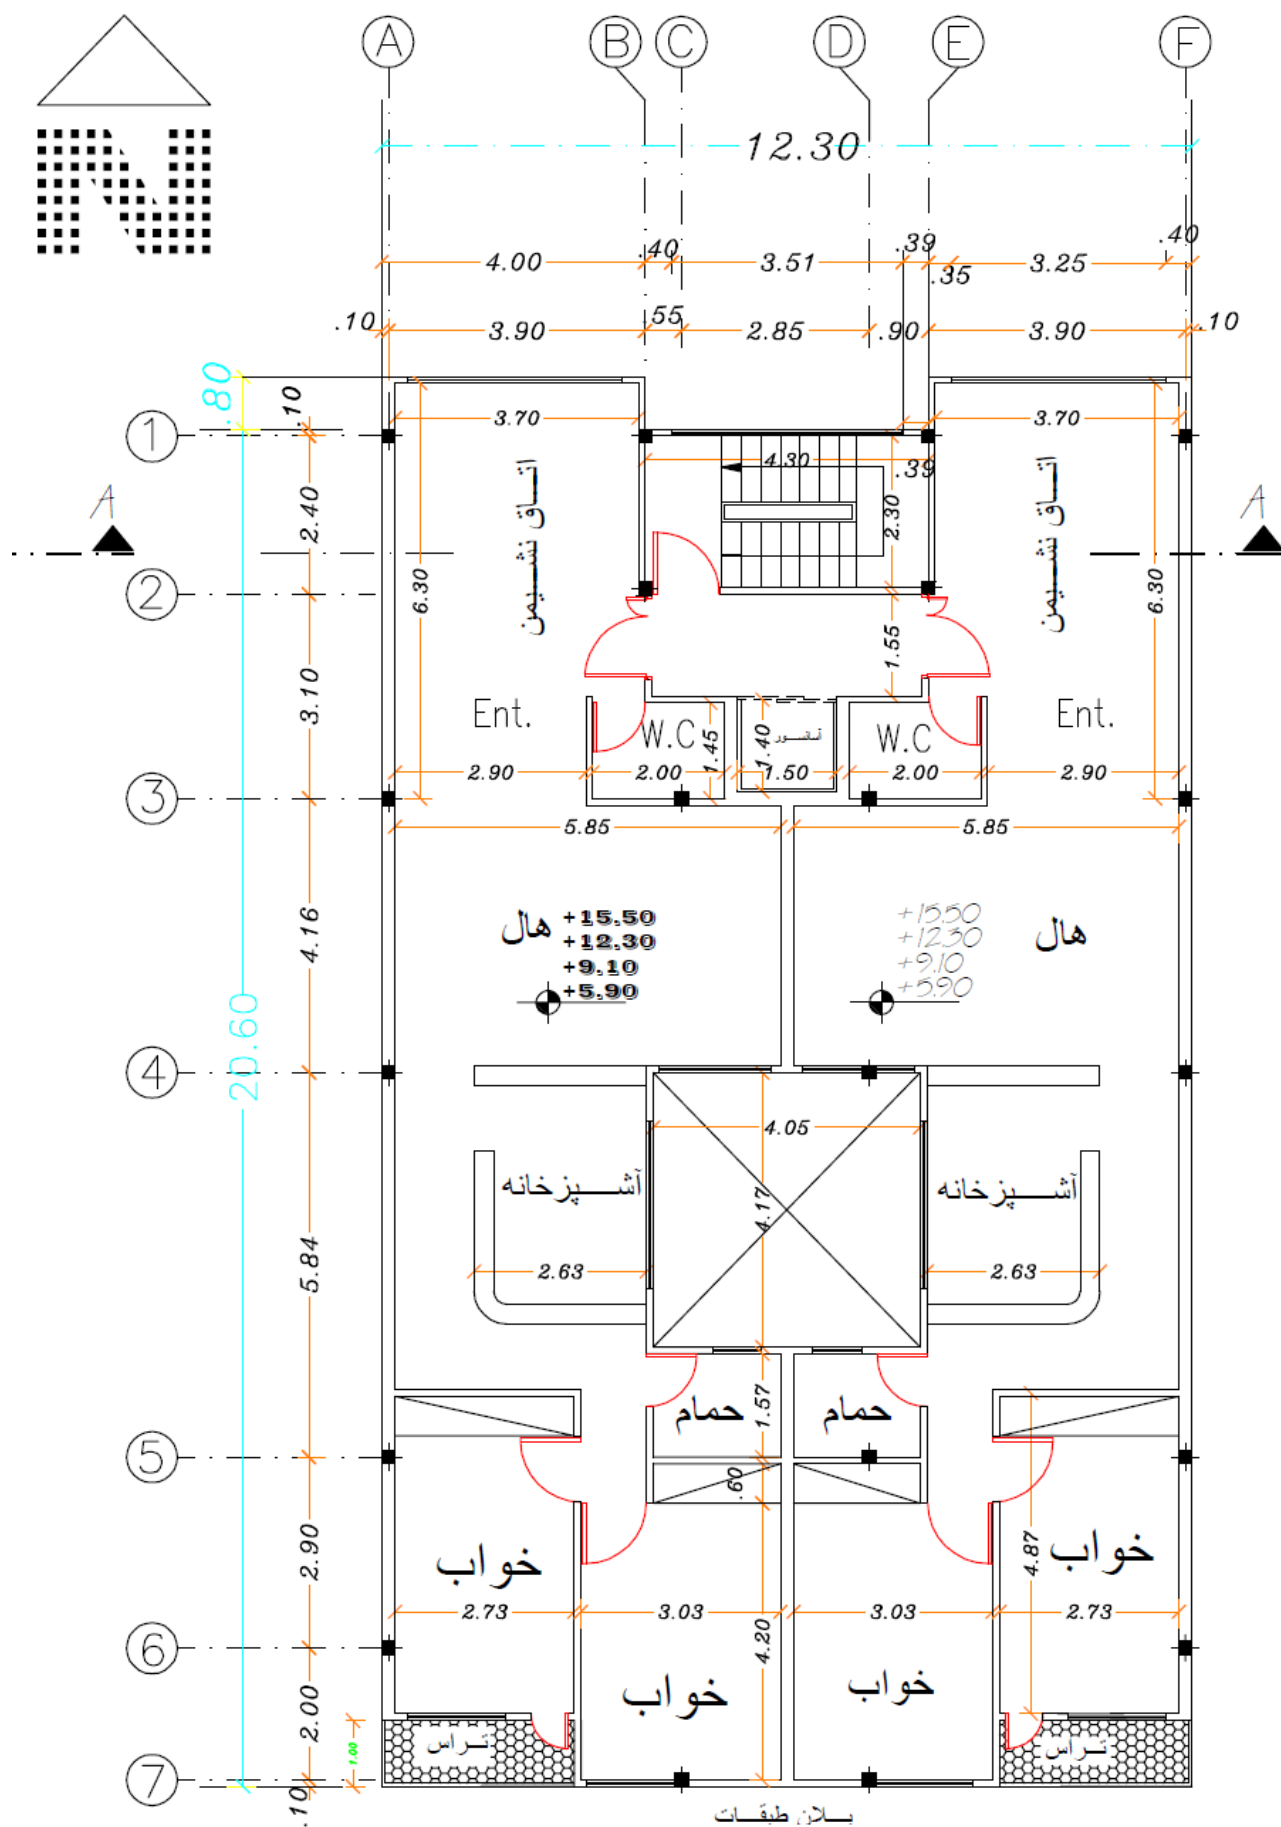 A B C D E F
N
12.30
4.00 .40 3.51 .39 .35 3.25 .40
.10 3.90 .55 2.85 .90 3.90 .10
.80
.10
3.70 3.70
1
4.30
.39
2.40
اتاق نشیمن
2.30
اتاق نشیمن
A A
6.30 6.30
2
1.55
3.10
Ent. Ent.
W.C W.C
1.45 1.40
آسانسور
2.90 2.00 1.50 2.00 2.90
3
5.85 5.85
4.16
هال هال
+15.50 +15.50
+12.30 +12.30
+9.10 +9.10
+5.90 +5.90
20.60
4
4.05
4.17
آشپزخانه آشپزخانه
5.84
2.63 2.63
حمام حمام
1.57
5
.60
2.90
4.87
خواب خواب
2.73 3.03 3.03 2.73
4.20
6
خواب خواب
2.00
تراس تراس
1.00
7
.10
پلان طبقات